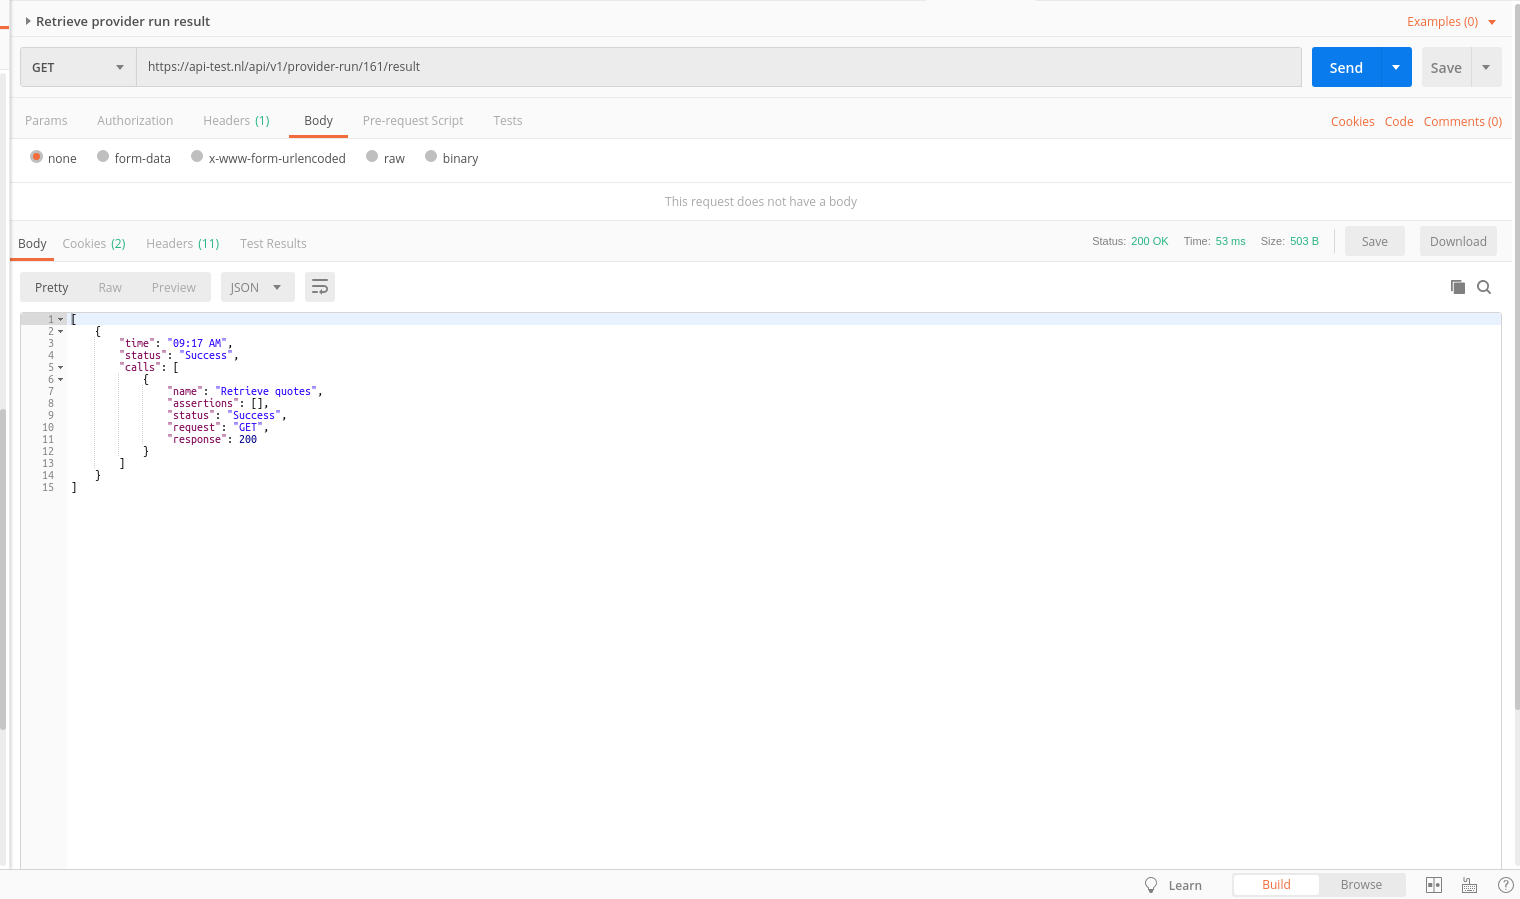 Retrieve provider run result Examples (0)
GET https://api-test.nl/api/v1/provider-run/161/result Send Save
Params Authorization Headers (1) Body Pre-request Script Tests Cookies Code Comments (0)
none form-data x-www-form-urlencoded raw binary
This request does not have a body
Body Cookies (2) Headers (11) Test Results Status: 200 OK Time: 53 ms Size: 503 B Save Download
Pretty Raw Preview JSON
1 [
2 {
3 "time": "09:17 AM",
4 "status": "Success",
5 "calls": [
6 {
7 "name": "Retrieve quotes",
8 "assertions": [],
9 "status": "Success",
10 "request": "GET",
11 "response": 200
12 }
13 ]
14 }
15 ]
Learn Build Browse